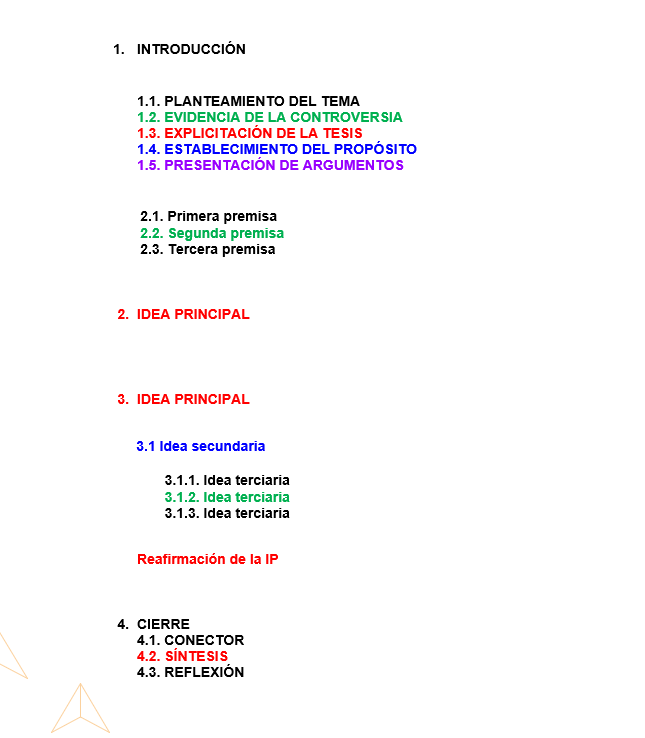 1. INTRODUCCIÓN
1.1. PLANTEAMIENTO DEL TEMA
1.2. EVIDENCIA DE LA CONTROVERSIA
1.3. EXPLICITACIÓN DE LA TESIS
1.4. ESTABLECIMIENTO DEL PROPÓSITO
1.5. PRESENTACIÓN DE ARGUMENTOS
2.1. Primera premisa
2.2. Segunda premisa
2.3. Tercera premisa
2. IDEA PRINCIPAL
3. IDEA PRINCIPAL
3.1 Idea secundaria
3.1.1. Idea terciaria
3.1.2. Idea terciaria
3.1.3. Idea terciaria
Reafirmación de la IP
4. CIERRE
4.1. CONECTOR
4.2. SÍNTESIS
4.3. REFLEXIÓN